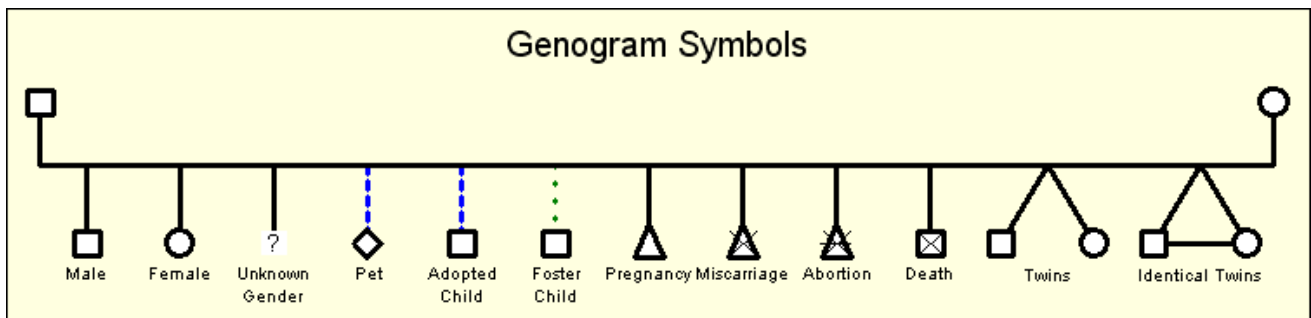 Genogram Symbols
?
Male
Female
Unknown
Gender
Pet
Adopted
Child
Foster
Child
Pregnancy
Miscarriage
Abortion
Death
Twins
Identical Twins